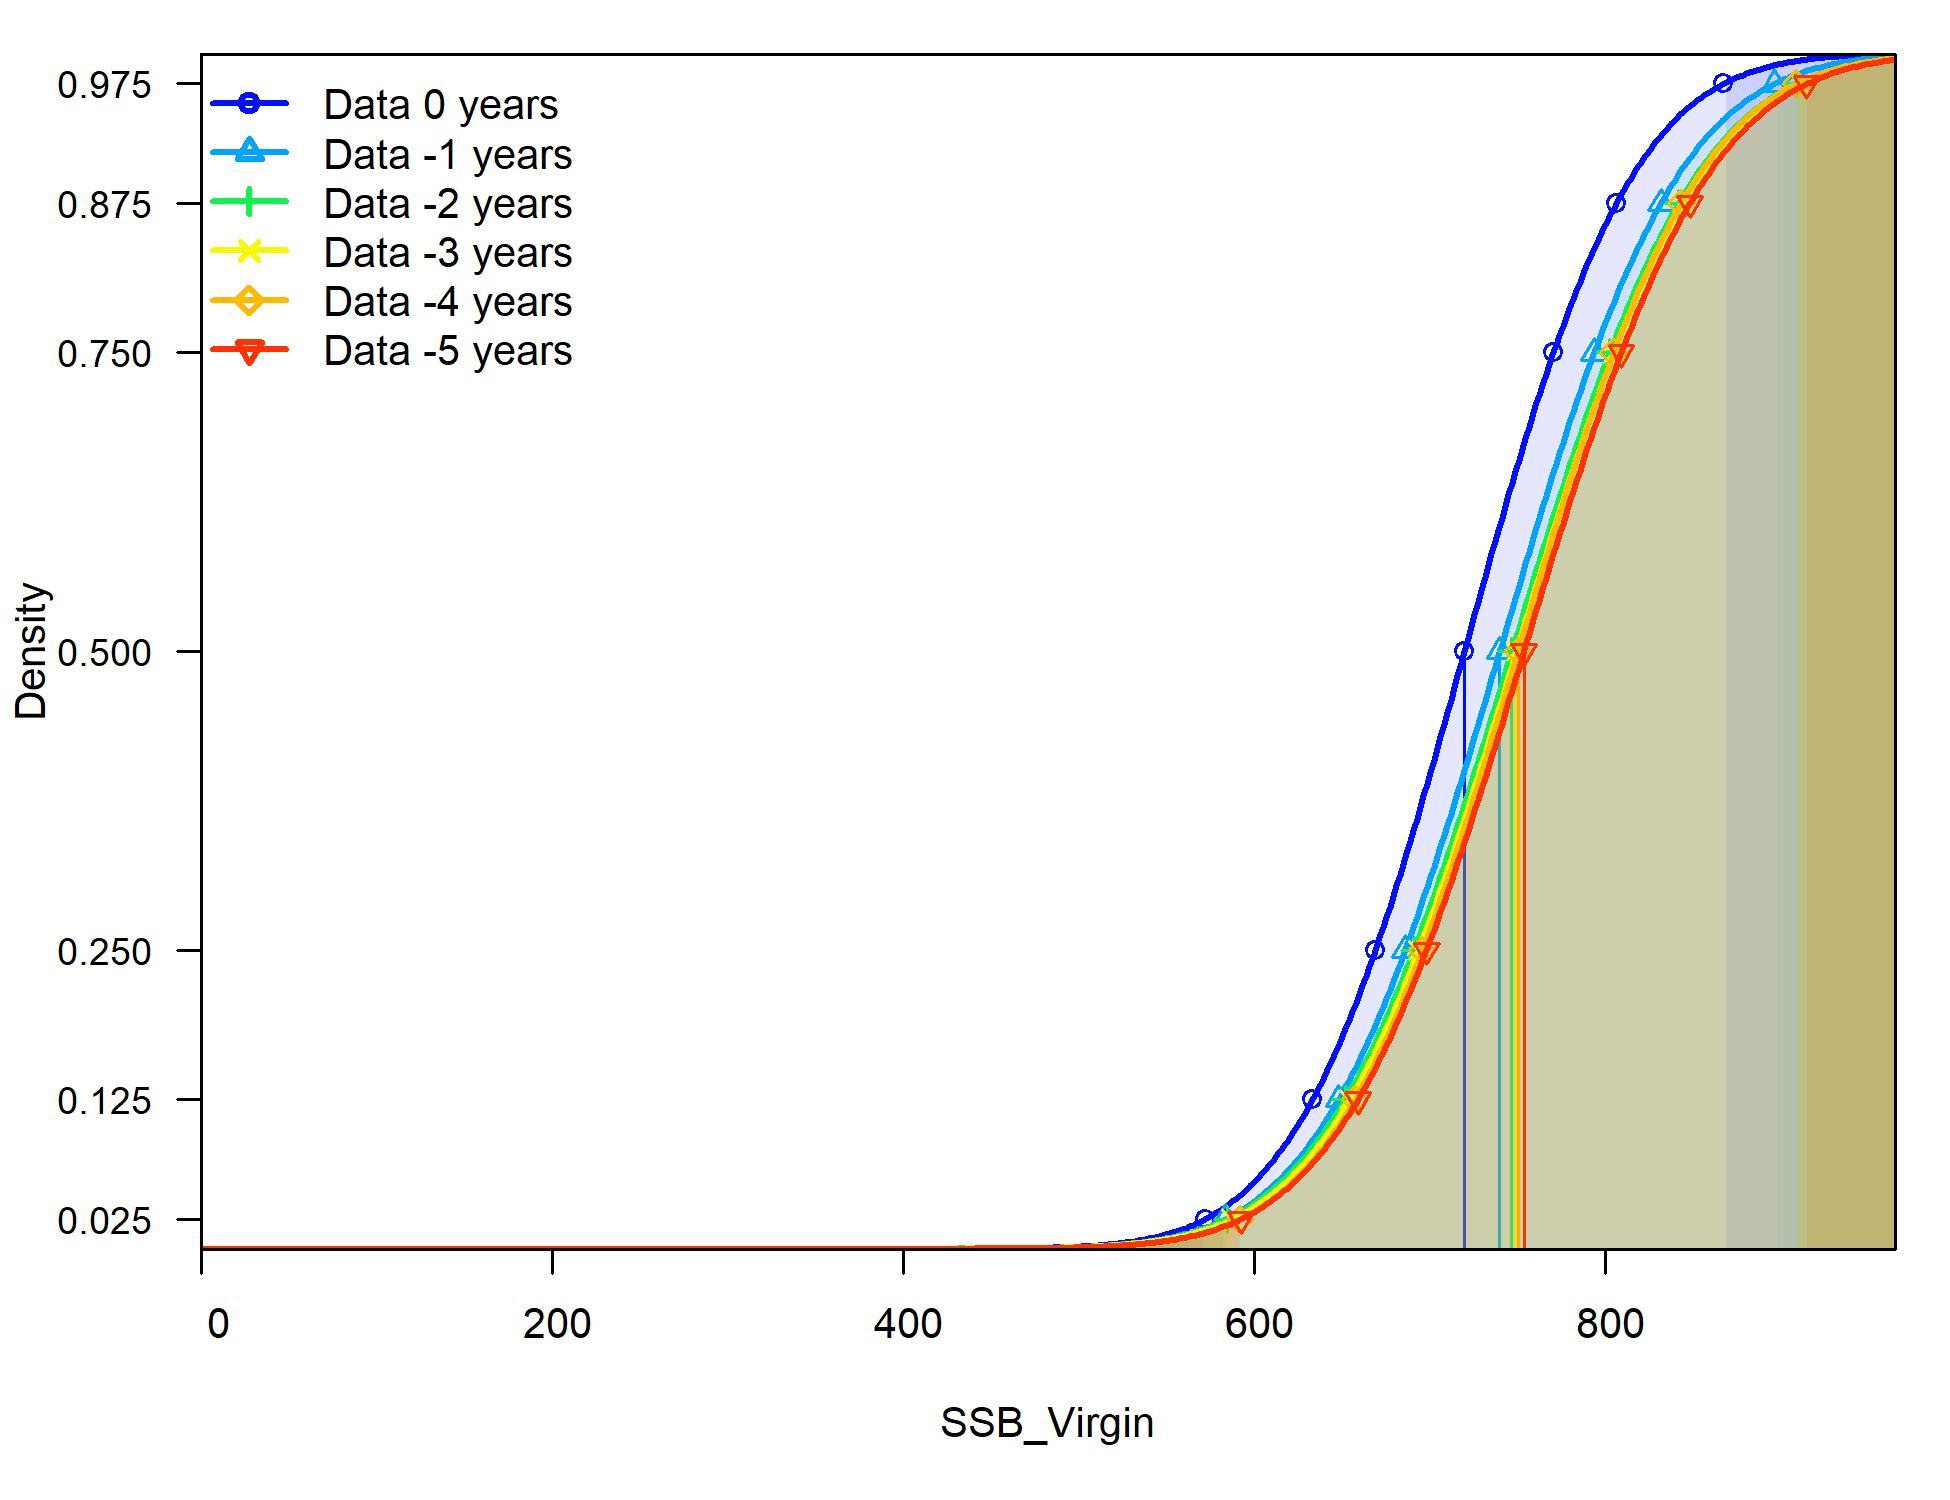 Data 0 years
Data -1 years
Data -2 years
Data -3 years
Data -4 years
Data -5 years
Density
0.975
0.875
0.750
0.500
0.250
0.125
0.025
0 200 400 600 800
SSB_Virgin